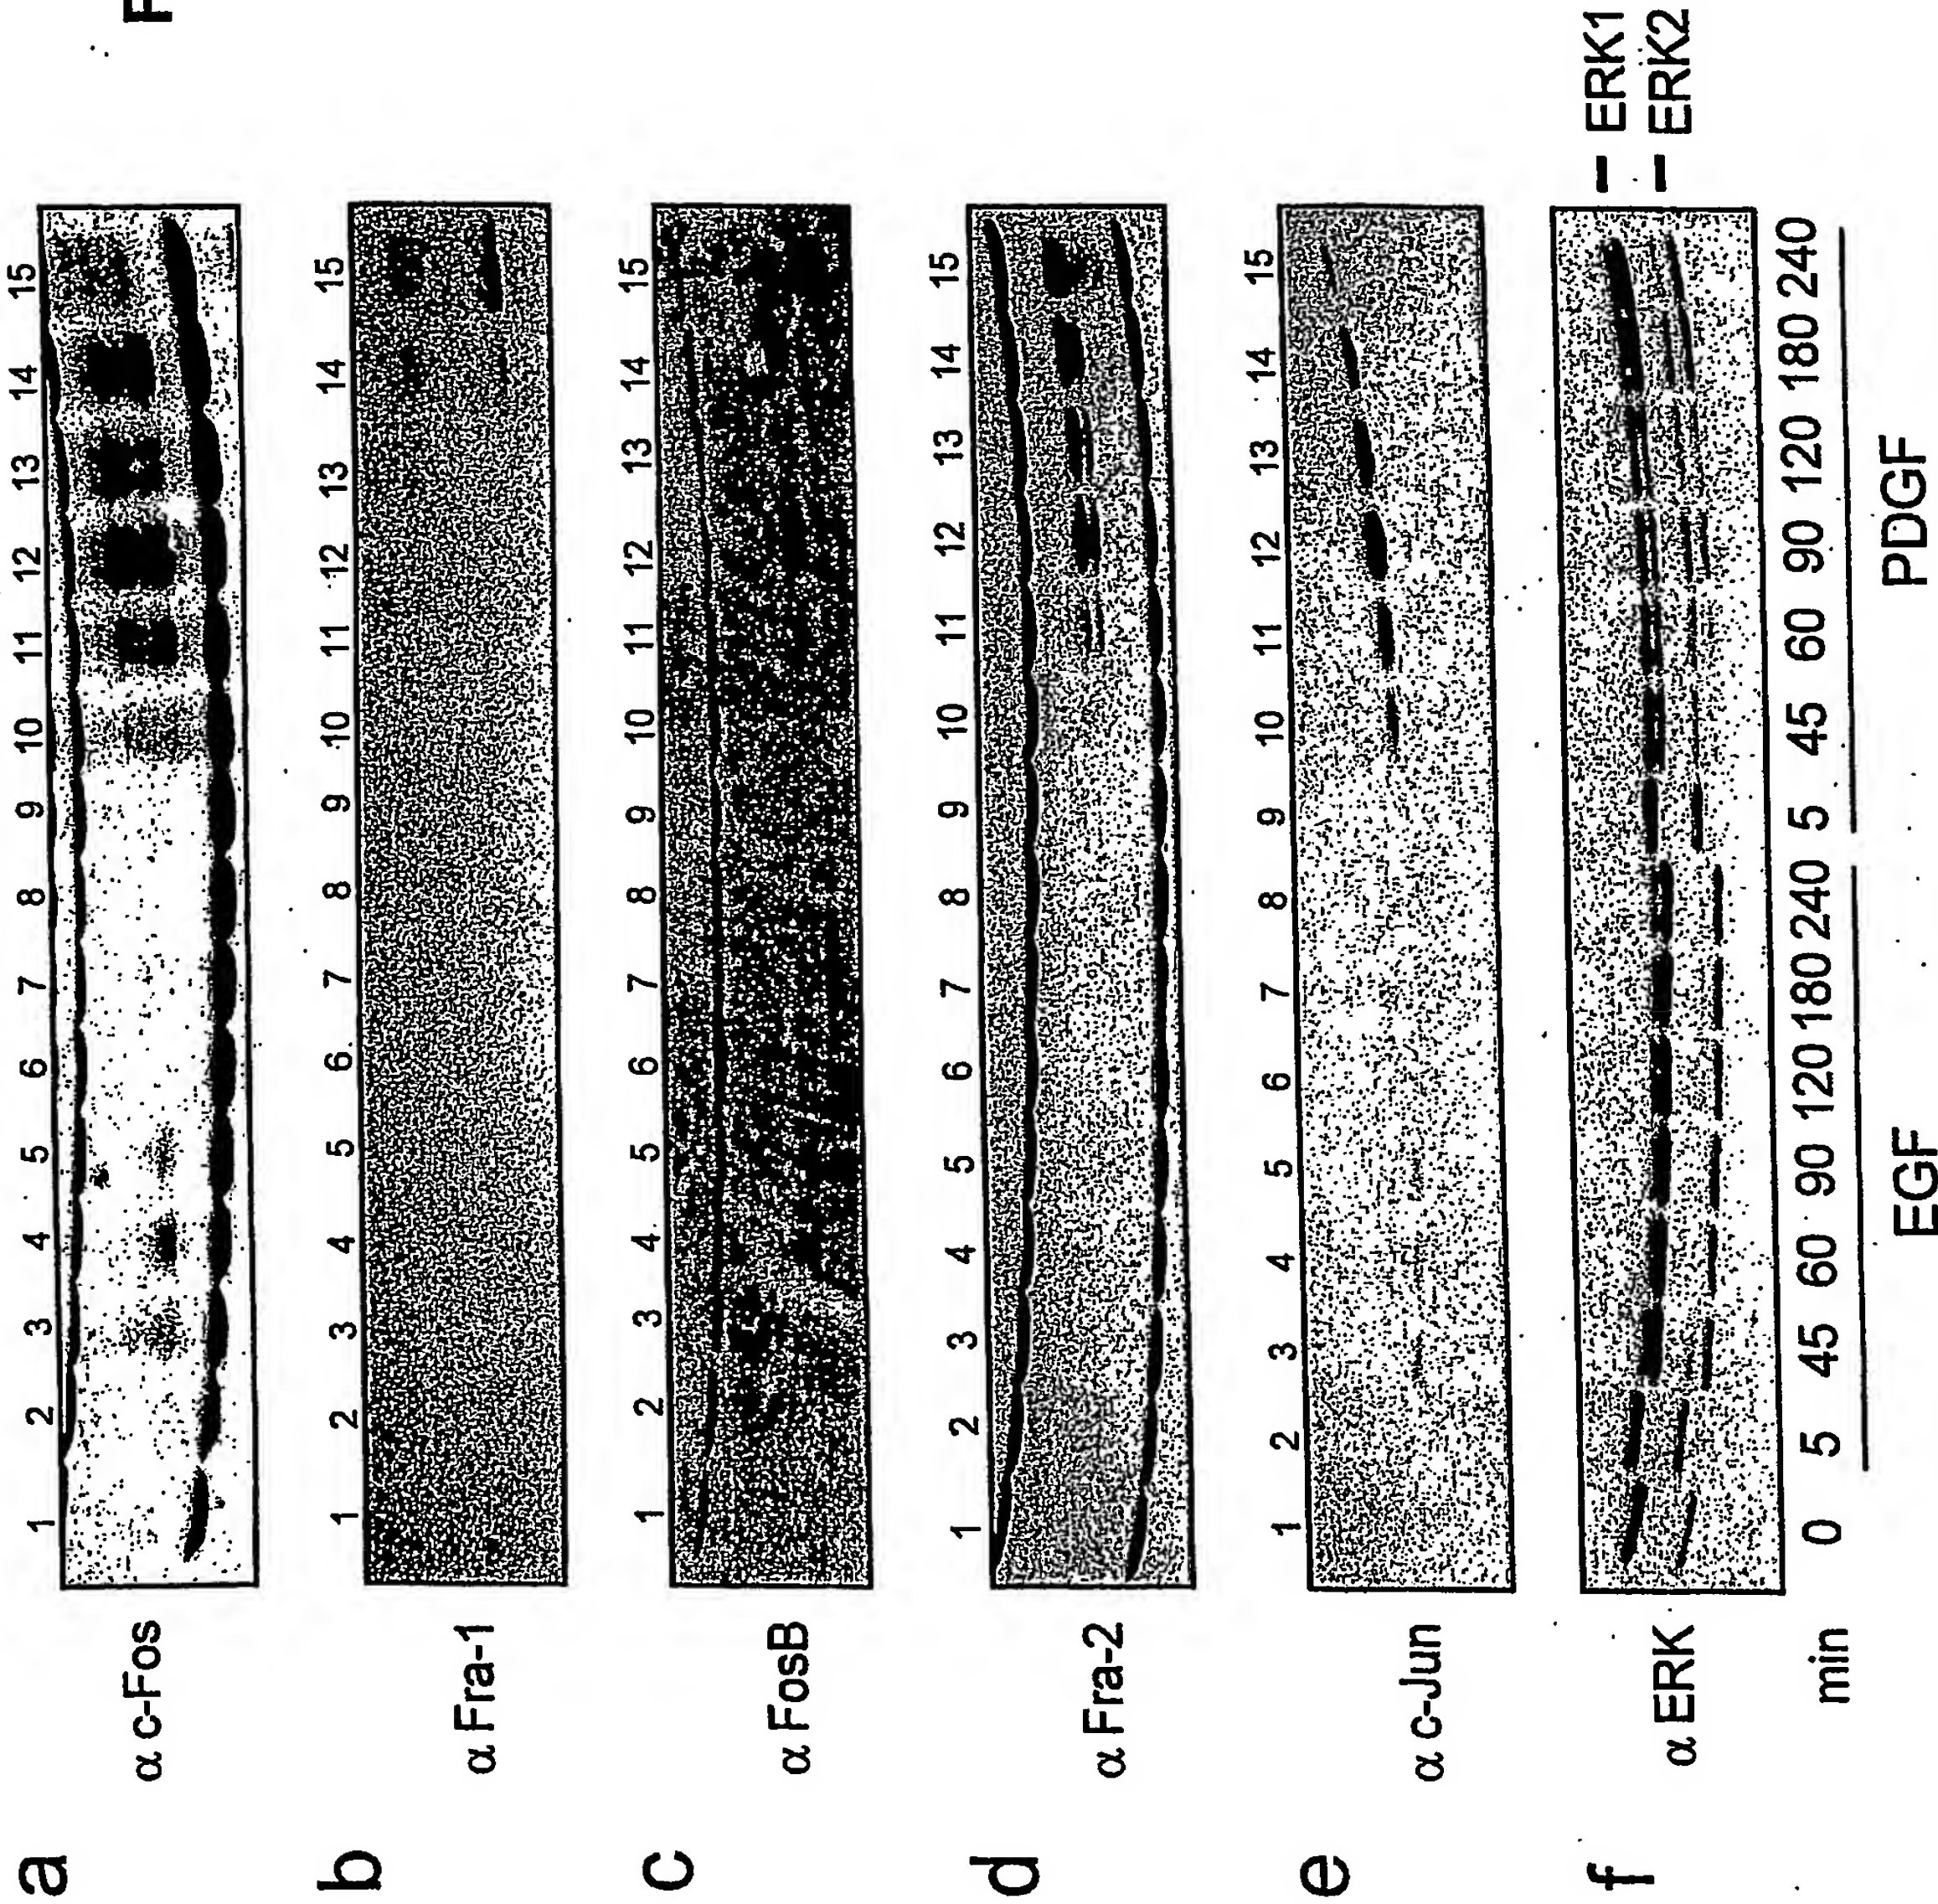 a
α c-Fos
1 2 3 4 5 6 7 8 9 10 11 12 13 14 15
b
α Fra-1
1 2 3 4 5 6 7 8 9 10 11 12 13 14 15
c
α FosB
1 2 3 4 5 6 7 8 9 10 11 12 13 14 15
d
α Fra-2
1 2 3 4 5 6 7 8 9 10 11 12 13 14 15
e
α c-Jun
1 2 3 4 5 6 7 8 9 10 11 12 13 14 15
f
α ERK
ERK1
ERK2
min 0 5 45 60 90 120 180 240 5 45 60 90 120 180 240
EGF PDGF